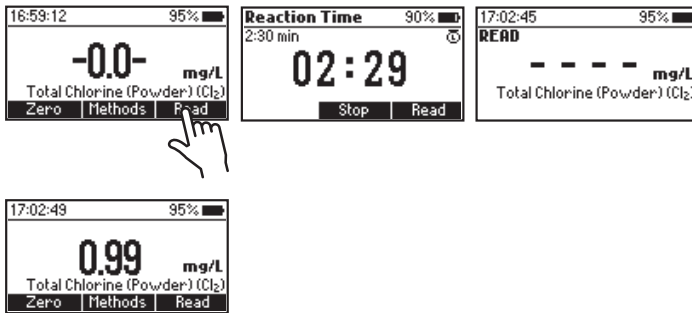 16:59:12 95%
-0.0- mg/L
Total Chlorine (Powder) (Cl₂)
Zero Methods Read
Reaction Time 90%
2:30 min
02:29
Stop Read
17:02:45 95%
READ
- - - - mg/L
Total Chlorine (Powder) (Cl₂)
17:02:49 95%
0.99 mg/L
Total Chlorine (Powder) (Cl₂)
Zero Methods Read